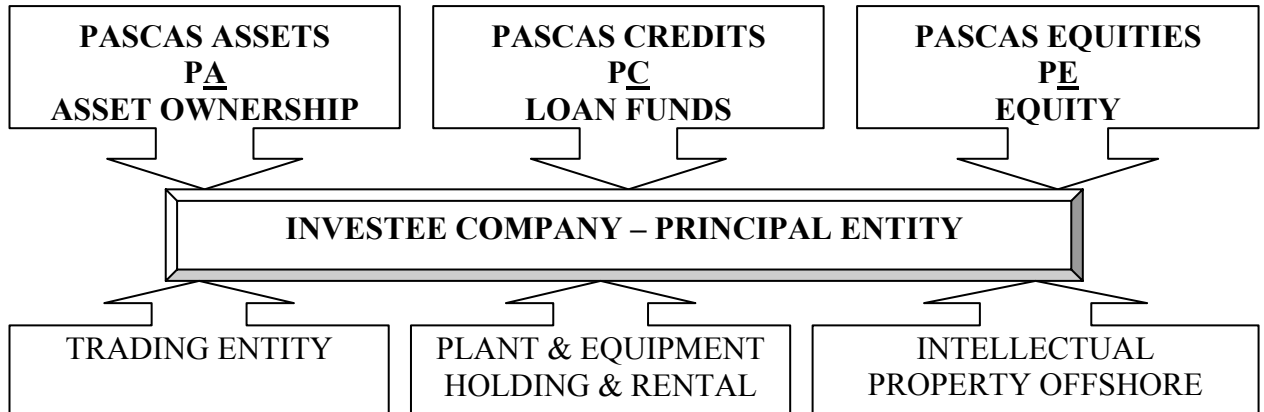 PASCAS ASSETS
PA
ASSET OWNERSHIP
PASCAS CREDITS
PC
LOAN FUNDS
PASCAS EQUITIES
PE
EQUITY
INVESTEE COMPANY – PRINCIPAL ENTITY
TRADING ENTITY
PLANT & EQUIPMENT
HOLDING & RENTAL
INTELLECTUAL
PROPERTY OFFSHORE